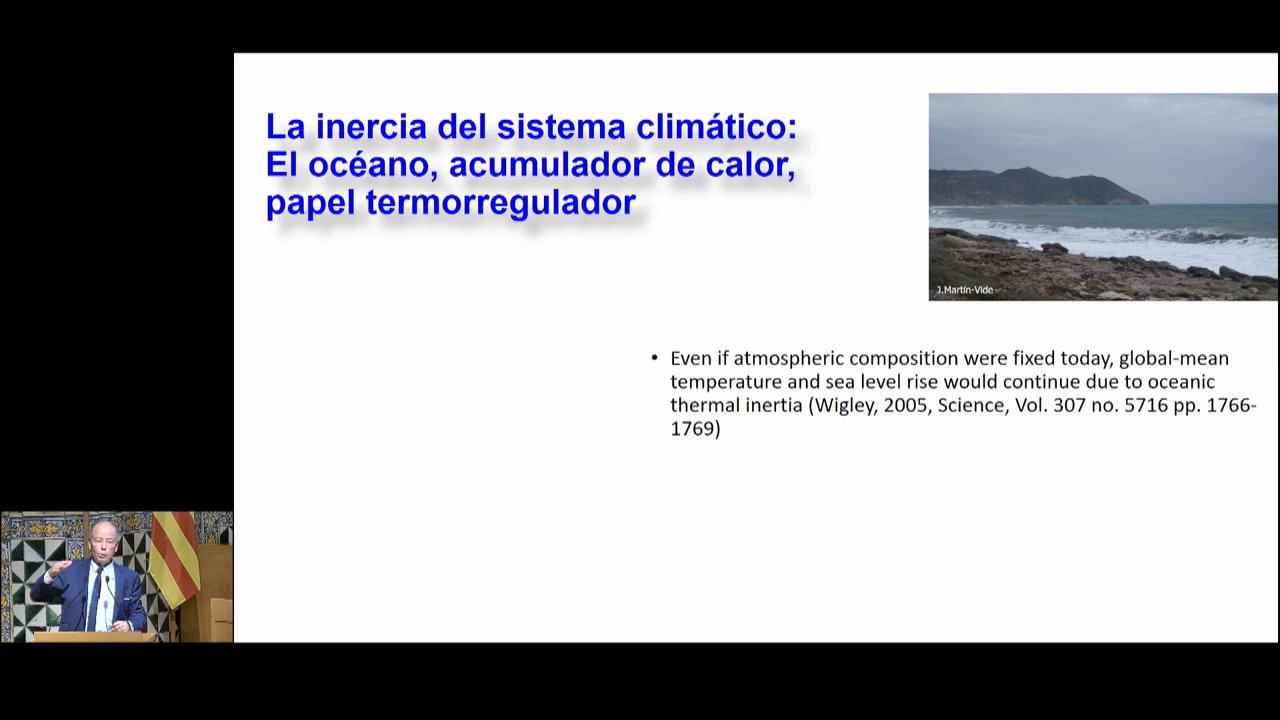 La inercia del sistema climático:
El océano, acumulador de calor,
papel termorregulador
J.Martín-Vide
• Even if atmospheric composition were fixed today, global-mean
temperature and sea level rise would continue due to oceanic
thermal inertia (Wigley, 2005, Science, Vol. 307 no. 5716 pp. 1766-
1769)